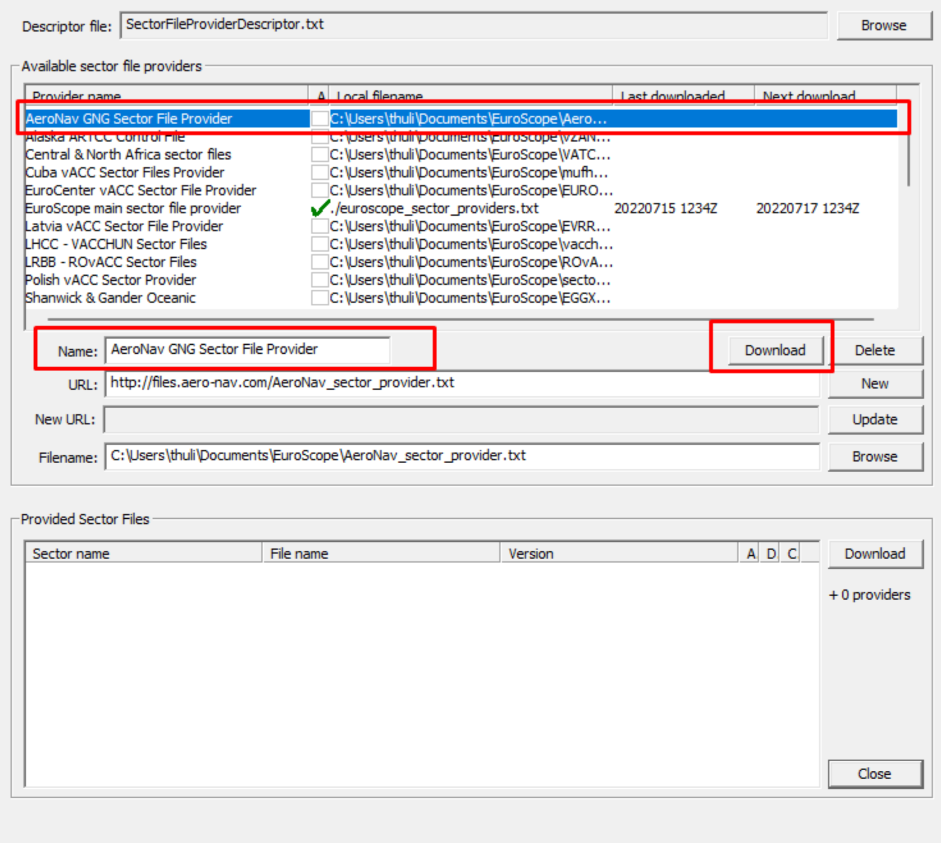 Descriptor file: SectorFileProviderDescriptor.txt Browse
Available sector file providers
Provider name A Local filename Last downloaded Next download
AeroNav GNG Sector File Provider C:\Users\thuli\Documents\EuroScope\Aero...
Alaska ARTCC Control File C:\Users\thuli\Documents\EuroScope\vZAN...
Central & North Africa sector files C:\Users\thuli\Documents\EuroScope\VATC...
Cuba vACC Sector Files Provider C:\Users\thuli\Documents\EuroScope\mufh...
EuroCenter vACC Sector File Provider C:\Users\thuli\Documents\EuroScope\EURO...
EuroScope main sector file provider ./euroscope_sector_providers.txt 20220715 1234Z 20220717 1234Z
Latvia vACC Sector File Provider C:\Users\thuli\Documents\EuroScope\EVRR...
LHCC - VACCHUN Sector Files C:\Users\thuli\Documents\EuroScope\vacch...
LRBB - ROvACC Sector Files C:\Users\thuli\Documents\EuroScope\ROvA...
Polish vACC Sector Provider C:\Users\thuli\Documents\EuroScope\secto...
Shanwick & Gander Oceanic C:\Users\thuli\Documents\EuroScope\EGGX...
Name: AeroNav GNG Sector File Provider Download Delete
URL: http://files.aero-nav.com/AeroNav_sector_provider.txt New
New URL: Update
Filename: C:\Users\thuli\Documents\EuroScope\AeroNav_sector_provider.txt Browse
Provided Sector Files
Sector name File name Version A D C Download
+ 0 providers
Close